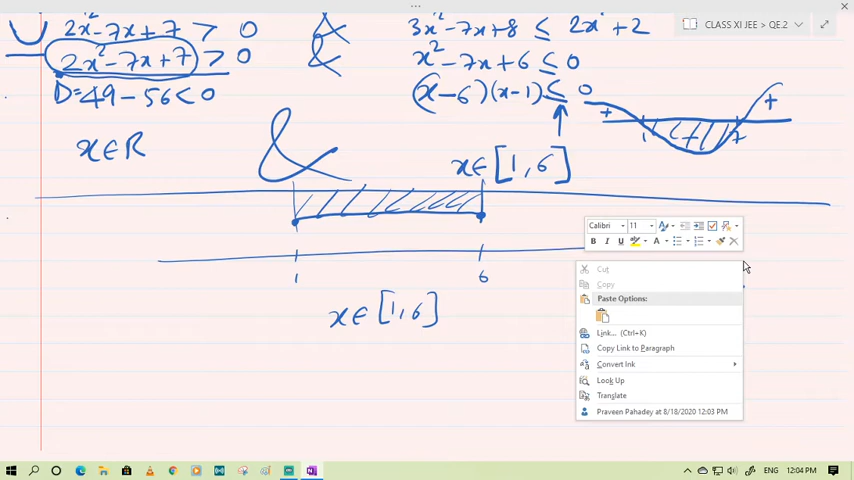 2x²-7x+7 > 0 & 3x²-7x+8 ≤ 2x²+2
2x²-7x+7 > 0 & x²-7x+6 ≤ 0
D=49-56<0 (x-6)(x-1) ≤ 0
+ +
x∈R & x∈[1,6]
1 6
x∈[1,6]
CLASS XI JEE > QE.2
Calibri 11
B I U A
Cut
Copy
Paste Options:
Link... (Ctrl+K)
Copy Link to Paragraph
Convert Ink
Look Up
Translate
Praveen Pahadey at 8/18/2020 12:03 PM
ENG 12:04 PM